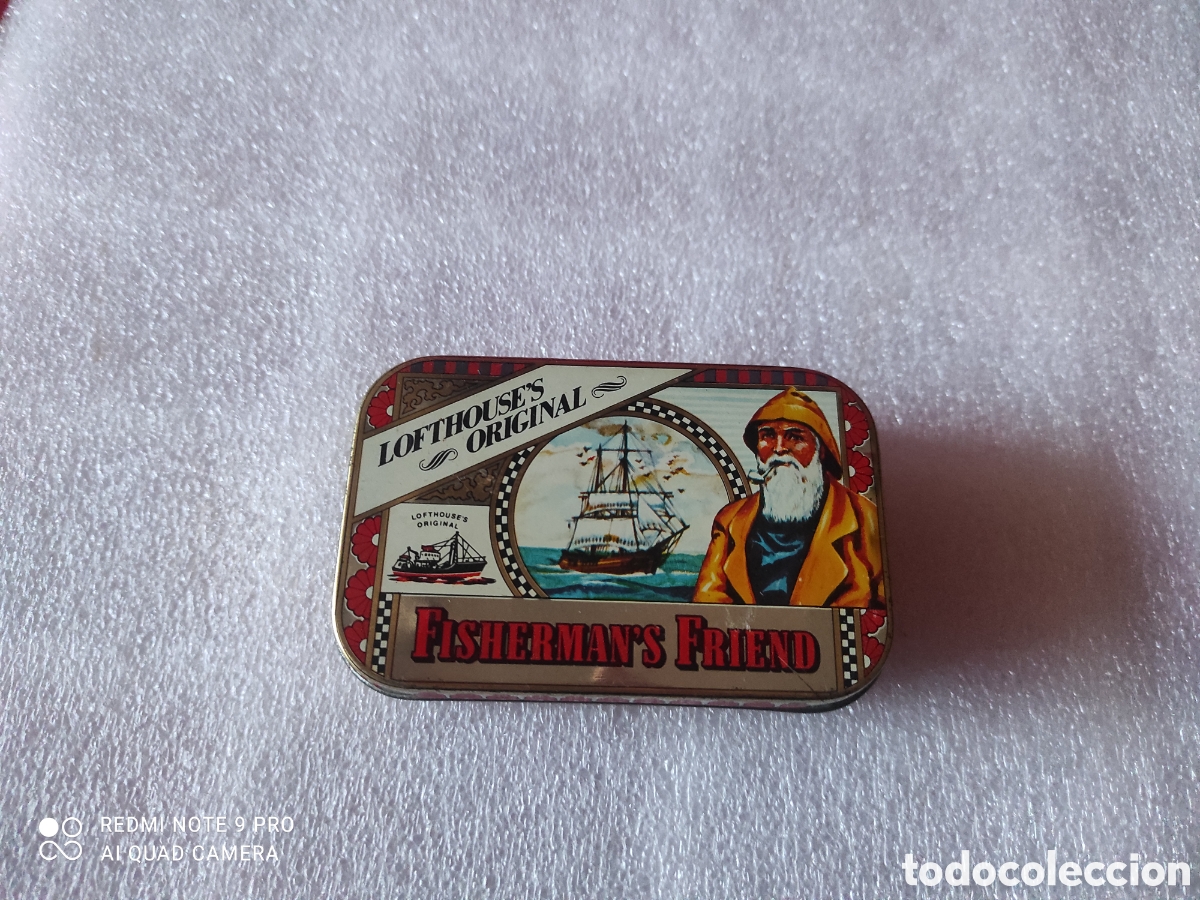 LOFTHOUSE'S
ORIGINAL
LOFTHOUSE'S
ORIGINAL
FISHERMAN'S FRIEND
REDMI NOTE 9 PRO
AI QUAD CAMERA
todocoleccion